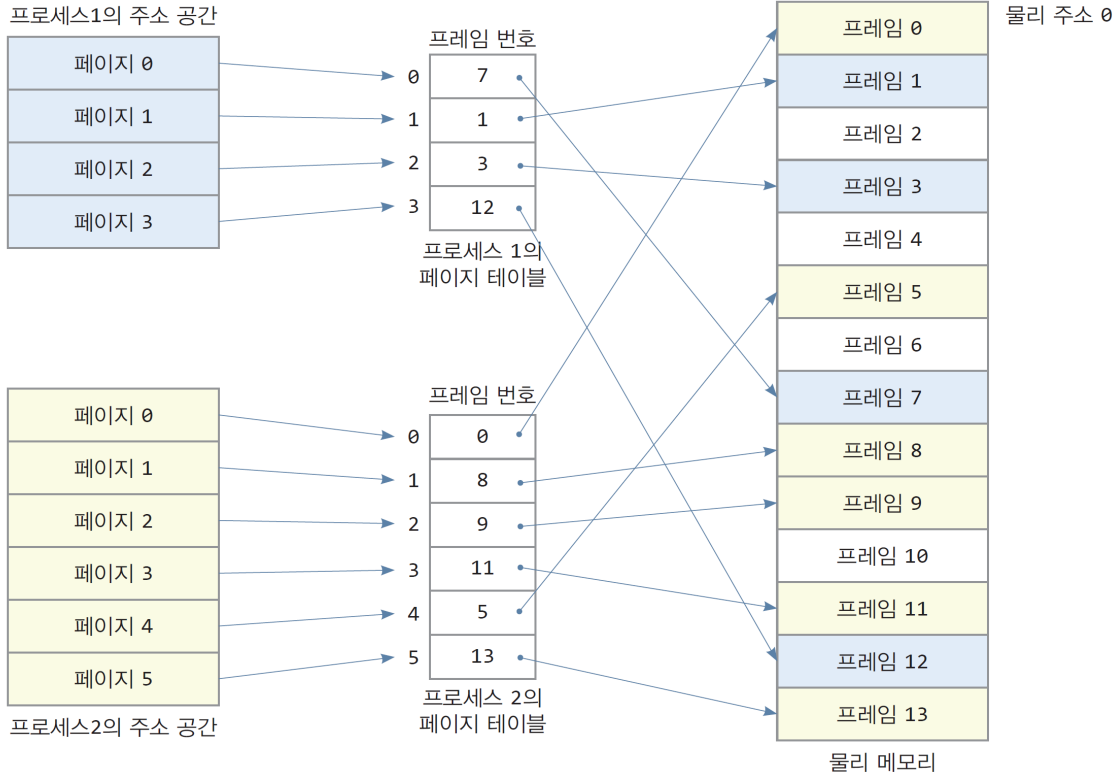 프로세스1의 주소 공간
페이지 0
페이지 1
페이지 2
페이지 3
프레임 번호
0 7
1 1
2 3
3 12
프로세스 1의
페이지 테이블
페이지 0
페이지 1
페이지 2
페이지 3
페이지 4
페이지 5
프로세스2의 주소 공간
프레임 번호
0 0
1 8
2 9
3 11
4 5
5 13
프로세스 2의
페이지 테이블
물리 주소 0
프레임 0
프레임 1
프레임 2
프레임 3
프레임 4
프레임 5
프레임 6
프레임 7
프레임 8
프레임 9
프레임 10
프레임 11
프레임 12
프레임 13
물리 메모리